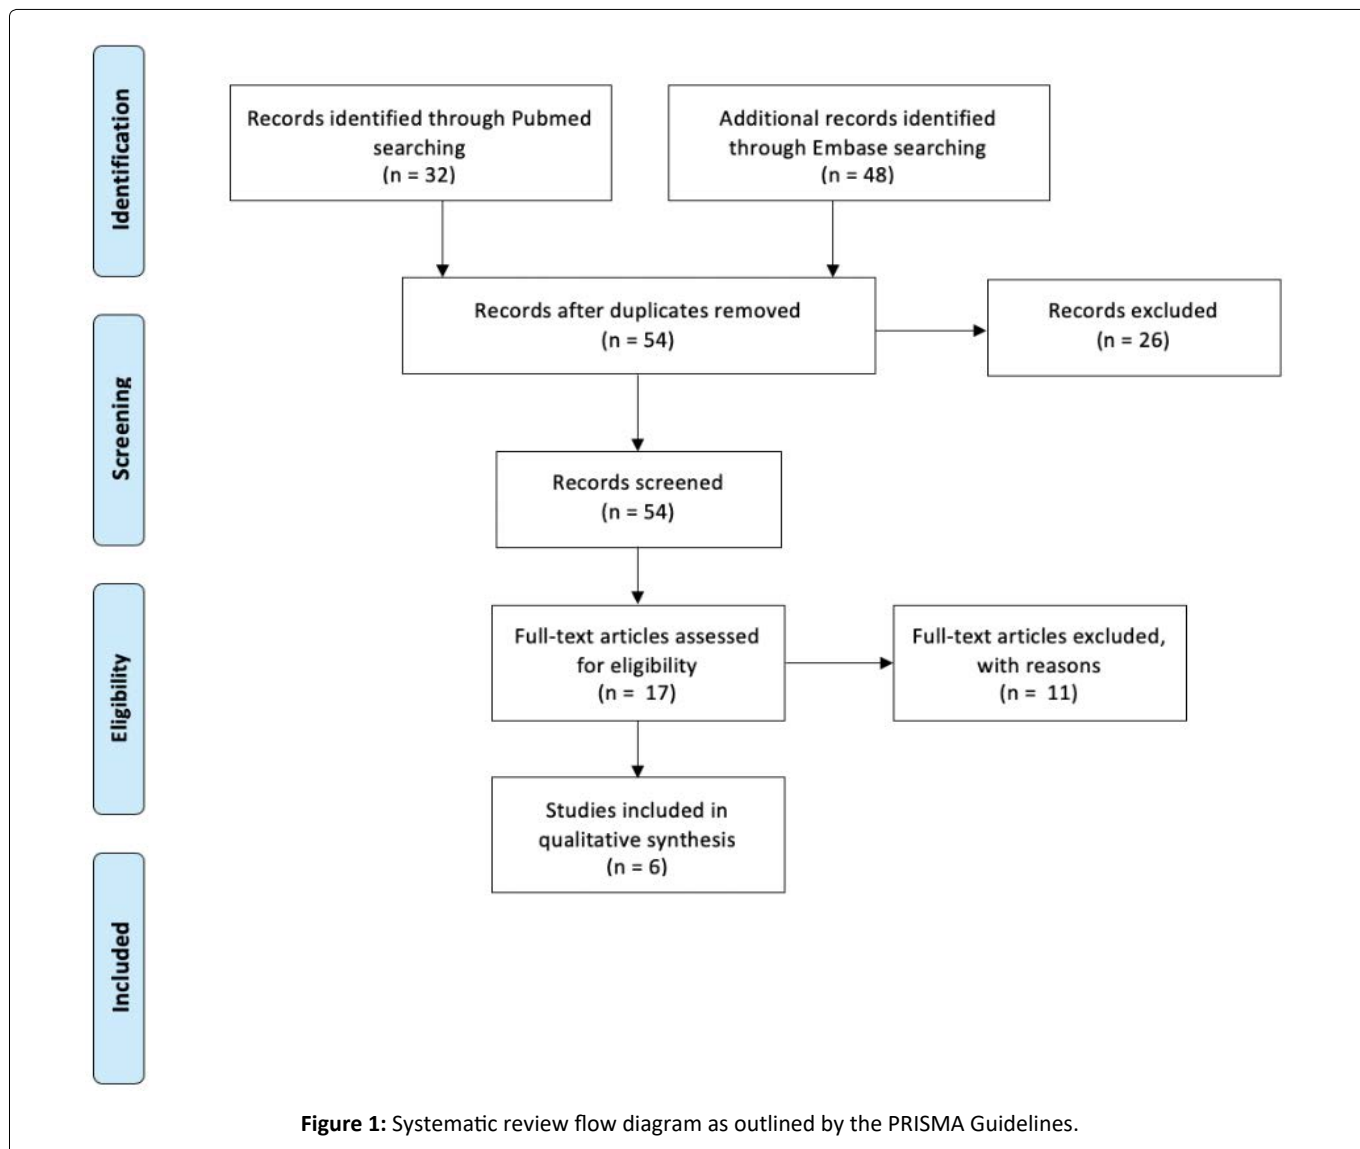 Identification
Records identified through Pubmed
searching
(n = 32)
Additional records identified
through Embase searching
(n = 48)
Records after duplicates removed
(n = 54)
Records excluded
(n = 26)
Screening
Records screened
(n = 54)
Eligibility
Full-text articles assessed
for eligibility
(n = 17)
Full-text articles excluded,
with reasons
(n = 11)
Studies included in
qualitative synthesis
(n = 6)
Included
Figure 1: Systematic review flow diagram as outlined by the PRISMA Guidelines.